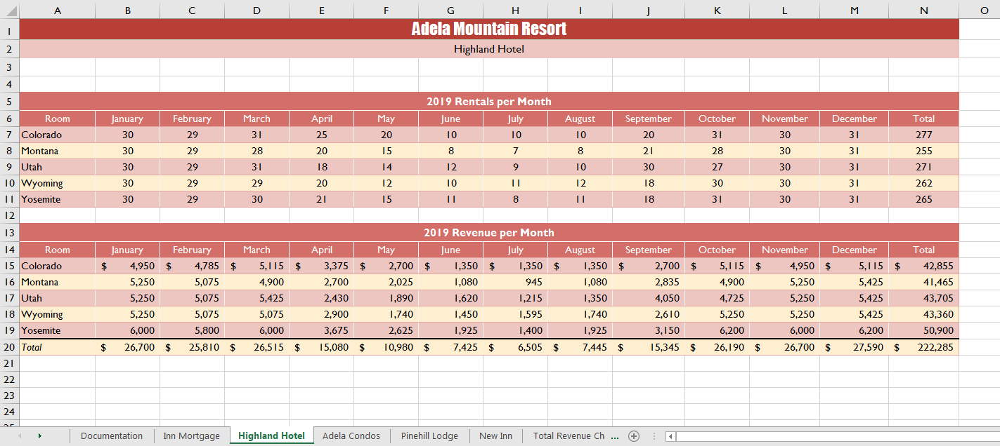 A B C D E F G H I J K L M N O
1 Adela Mountain Resort
2 Highland Hotel
3
4
5 2019 Rentals per Month
6 Room January February March April May June July August September October November December Total
7 Colorado 30 29 31 25 20 10 10 10 20 31 30 31 277
8 Montana 30 29 28 20 15 8 7 8 21 28 30 31 255
9 Utah 30 29 31 18 14 12 9 10 30 27 30 31 271
10 Wyoming 30 29 29 20 12 10 11 12 18 30 30 31 262
11 Yosemite 30 29 30 21 15 11 8 11 18 31 30 31 265
12
13 2019 Revenue per Month
14 Room January February March April May June July August September October November December Total
15 Colorado $ 4,950 $ 4,785 $ 5,115 $ 3,375 $ 2,700 $ 1,350 $ 1,350 $ 1,350 $ 2,700 $ 5,115 $ 4,950 $ 5,115 $ 42,855
16 Montana 5,250 5,075 4,900 2,700 2,025 1,080 945 1,080 2,835 4,900 5,250 5,425 41,465
17 Utah 5,250 5,075 5,425 2,430 1,890 1,620 1,215 1,350 4,050 4,725 5,250 5,425 43,705
18 Wyoming 5,250 5,075 5,075 2,900 1,740 1,450 1,595 1,740 2,610 5,250 5,250 5,425 43,360
19 Yosemite 6,000 5,800 6,000 3,675 2,625 1,925 1,400 1,925 3,150 6,200 6,000 6,200 50,900
20 Total $ 26,700 $ 25,810 $ 26,515 $ 15,080 $ 10,980 $ 7,425 $ 6,505 $ 7,445 $ 15,345 $ 26,190 $ 26,700 $ 27,590 $ 222,285
21
22
23
24
Documentation Inn Mortgage Highland Hotel Adela Condos Pinehill Lodge New Inn Total Revenue Ch ...